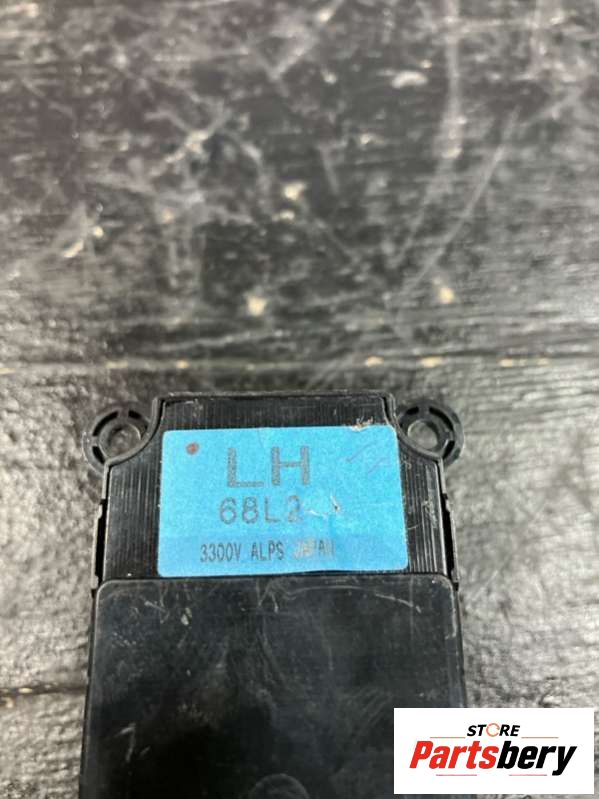 LH
68L2
3300V ALPS JAPAN
STORE
Partsbery